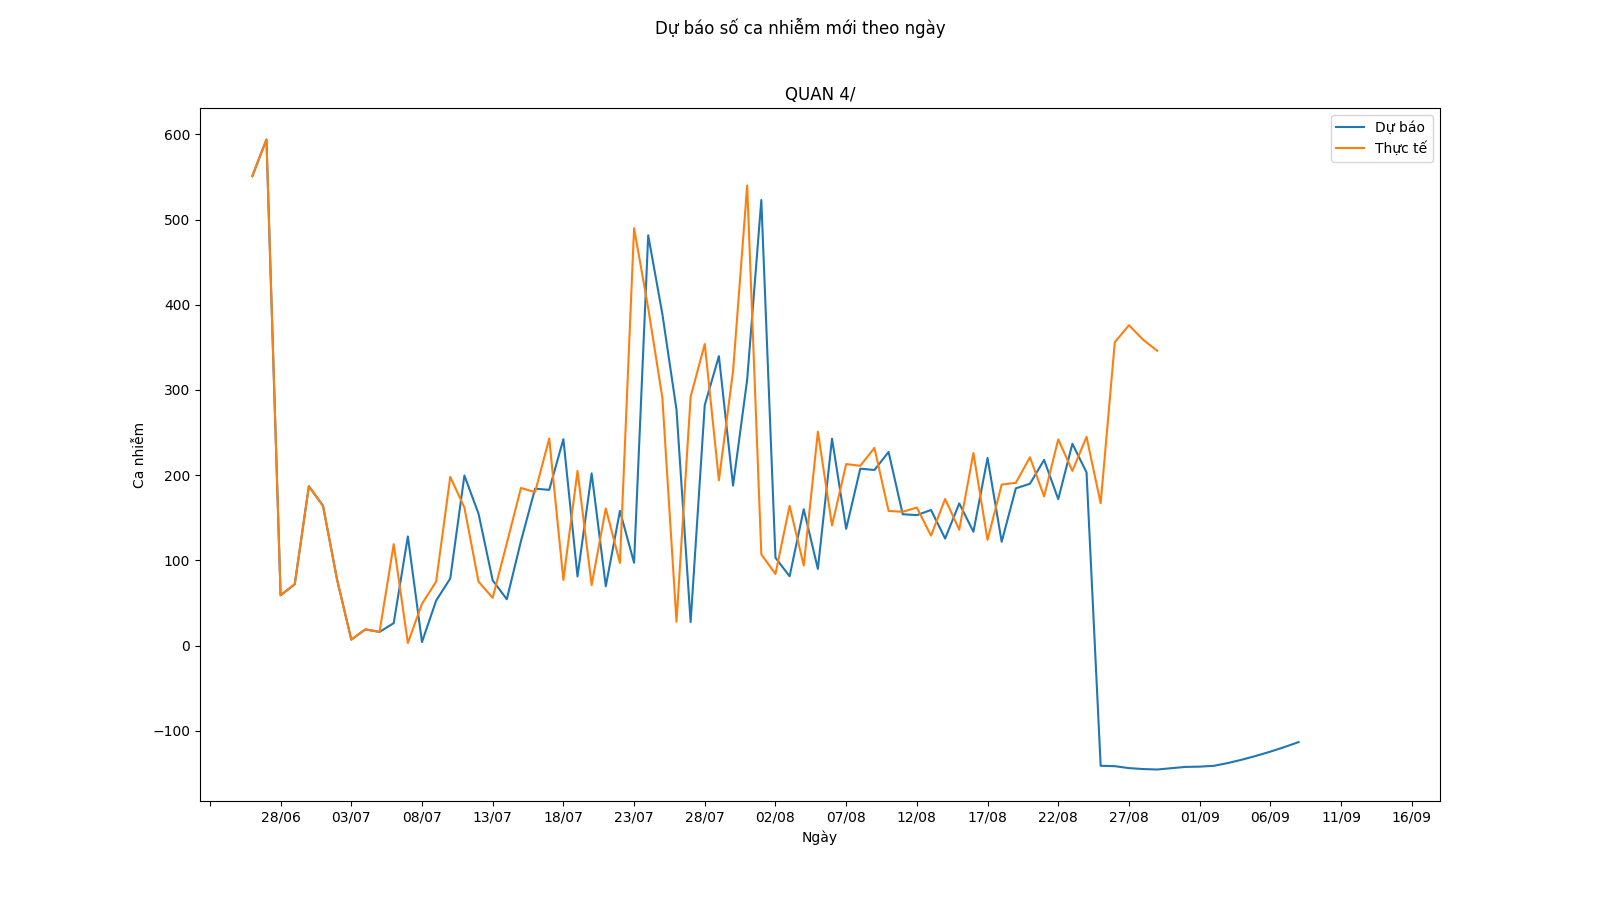 Dự báo số ca nhiễm mới theo ngày
QUAN 4/
Dự báo
Thực tế
600
500
400
300
200
100
0
−100
Ca nhiễm
28/06 03/07 08/07 13/07 18/07 23/07 28/07 02/08 07/08 12/08 17/08 22/08 27/08 01/09 06/09 11/09 16/09
Ngày